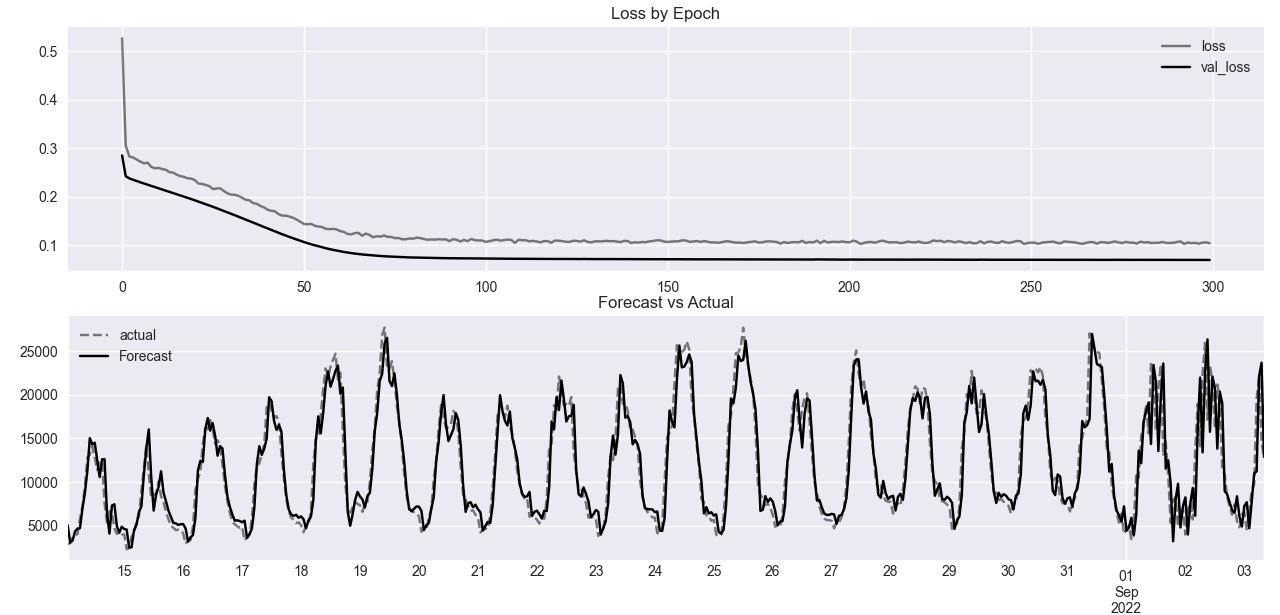 Loss by Epoch
0.5
0.4
0.3
0.2
0.1
loss
val_loss
0 50 100 150 200 250 300
Forecast vs Actual
25000
20000
15000
10000
5000
actual
Forecast
15 16 17 18 19 20 21 22 23 24 25 26 27 28 29 30 31 01 02 03
Sep
2022